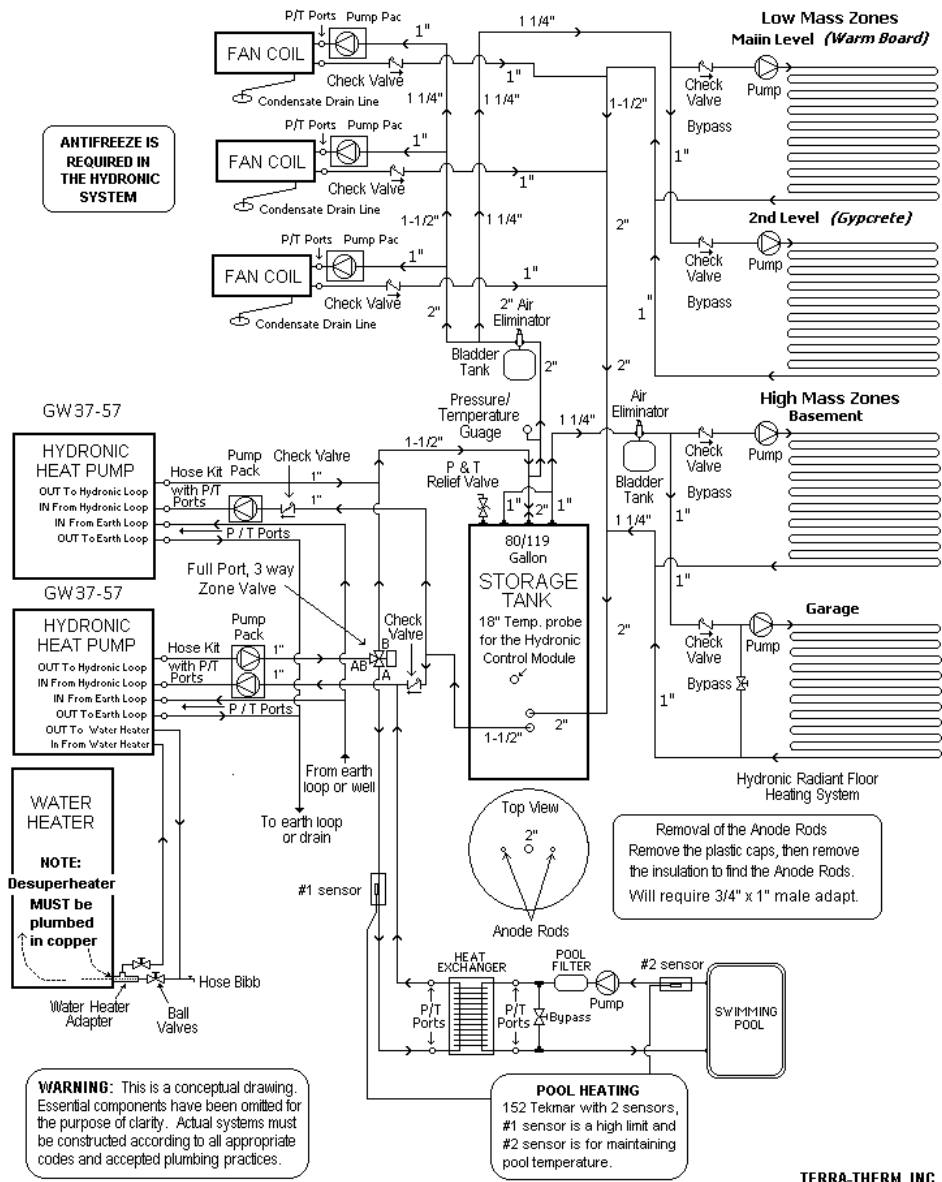 Low Mass Zones
Maiin Level (Warm Board)
P/T Ports Pump Pac
1"
1 1/4"
FAN COIL
Check Valve
1"
Condensate Drain Line
1 1/4"
1 1/4"
1-1/2"
Check Valve
Pump
Bypass
ANTIFREEZE IS
REQUIRED IN
THE HYDRONIC
SYSTEM
P/T Ports Pump Pac
1"
FAN COIL
Check Valve
1"
1"
Condensate Drain Line
1-1/2"
1 1/4"
2"
2nd Level (Gypcrete)
P/T Ports Pump Pac
1"
FAN COIL
Check Valve
1"
Check Valve
Pump
Bypass
1"
Condensate Drain Line
2"
2" Air
Eliminator
Bladder
Tank
2"
2"
High Mass Zones
Basement
GW37-57
HYDRONIC
HEAT PUMP
OUT To Hydronic Loop
IN From Hydronic Loop
IN From Earth Loop
OUT To Earth Loop
Hose Kit
with P/T
Ports
Pump
Pack
Check Valve
1"
1"
P / T Ports
1-1/2"
Pressure/
Temperature
Guage
1 1/4"
Air
Eliminator
Bladder
Tank
P & T
Relief Valve
1"
2"
1"
Check
Valve
Pump
Bypass
1"
1 1/4"
1"
Full Port, 3 way
Zone Valve
80/119
Gallon
STORAGE
TANK
18" Temp. probe
for the Hydronic
Control Module
2"
1-1/2"
2"
Garage
Check
Valve
Pump
Bypass
1"
Hydronic Radiant Floor
Heating System
GW37-57
HYDRONIC
HEAT PUMP
OUT To Hydronic Loop
IN From Hydronic Loop
IN From Earth Loop
OUT To Earth Loop
OUT To Water Heater
In From Water Heater
Hose Kit
with P/T
Ports
Pump
Pack
1"
1"
P / T Ports
B
AB
A
Check
Valve
From earth
loop or well
To earth loop
or drain
WATER
HEATER
NOTE:
Desuperheater
MUST be
plumbed
in copper
Water Heater
Adapter
Ball
Valves
Hose Bibb
Top View
2"
Anode Rods
Removal of the Anode Rods
Remove the plastic caps, then remove
the insulation to find the Anode Rods.
Will require 3/4" x 1" male adapt.
#1 sensor
HEAT
EXCHANGER
P/T
Ports
P/T
Ports
POOL
FILTER
Pump
Bypass
#2 sensor
SWIMMING
POOL
WARNING: This is a conceptual drawing.
Essential components have been omitted for
the purpose of clarity. Actual systems must
be constructed according to all appropriate
codes and accepted plumbing practices.
POOL HEATING
152 Tekmar with 2 sensors,
#1 sensor is a high limit and
#2 sensor is for maintaining
pool temperature.
TERRA-THERM, INC